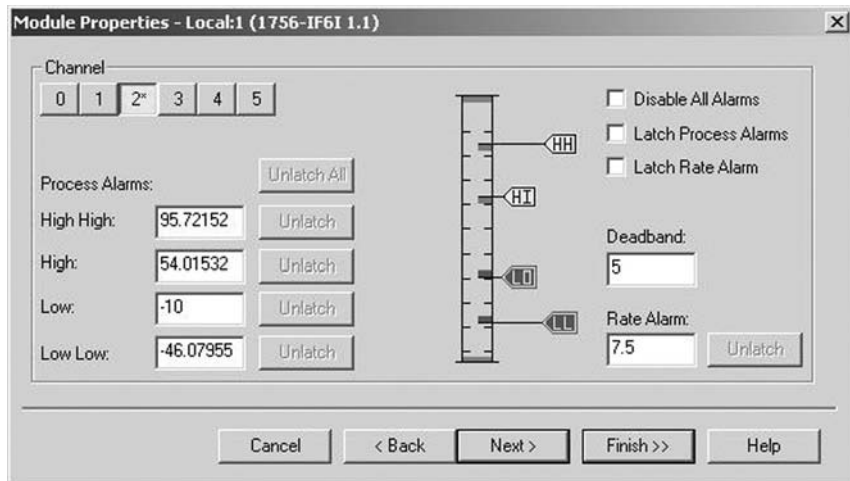 Module Properties - Local:1 (1756-IF6I 1.1)
Channel
0 1 2* 3 4 5
Disable All Alarms
Latch Process Alarms
Latch Rate Alarm
HH
HI
LO
LL
Process Alarms:
Unlatch All
High High: 95.72152 Unlatch
High: 54.01532 Unlatch
Low: -10 Unlatch
Low Low: -46.07955 Unlatch
Deadband:
5
Rate Alarm:
7.5 Unlatch
Cancel < Back Next > Finish >> Help